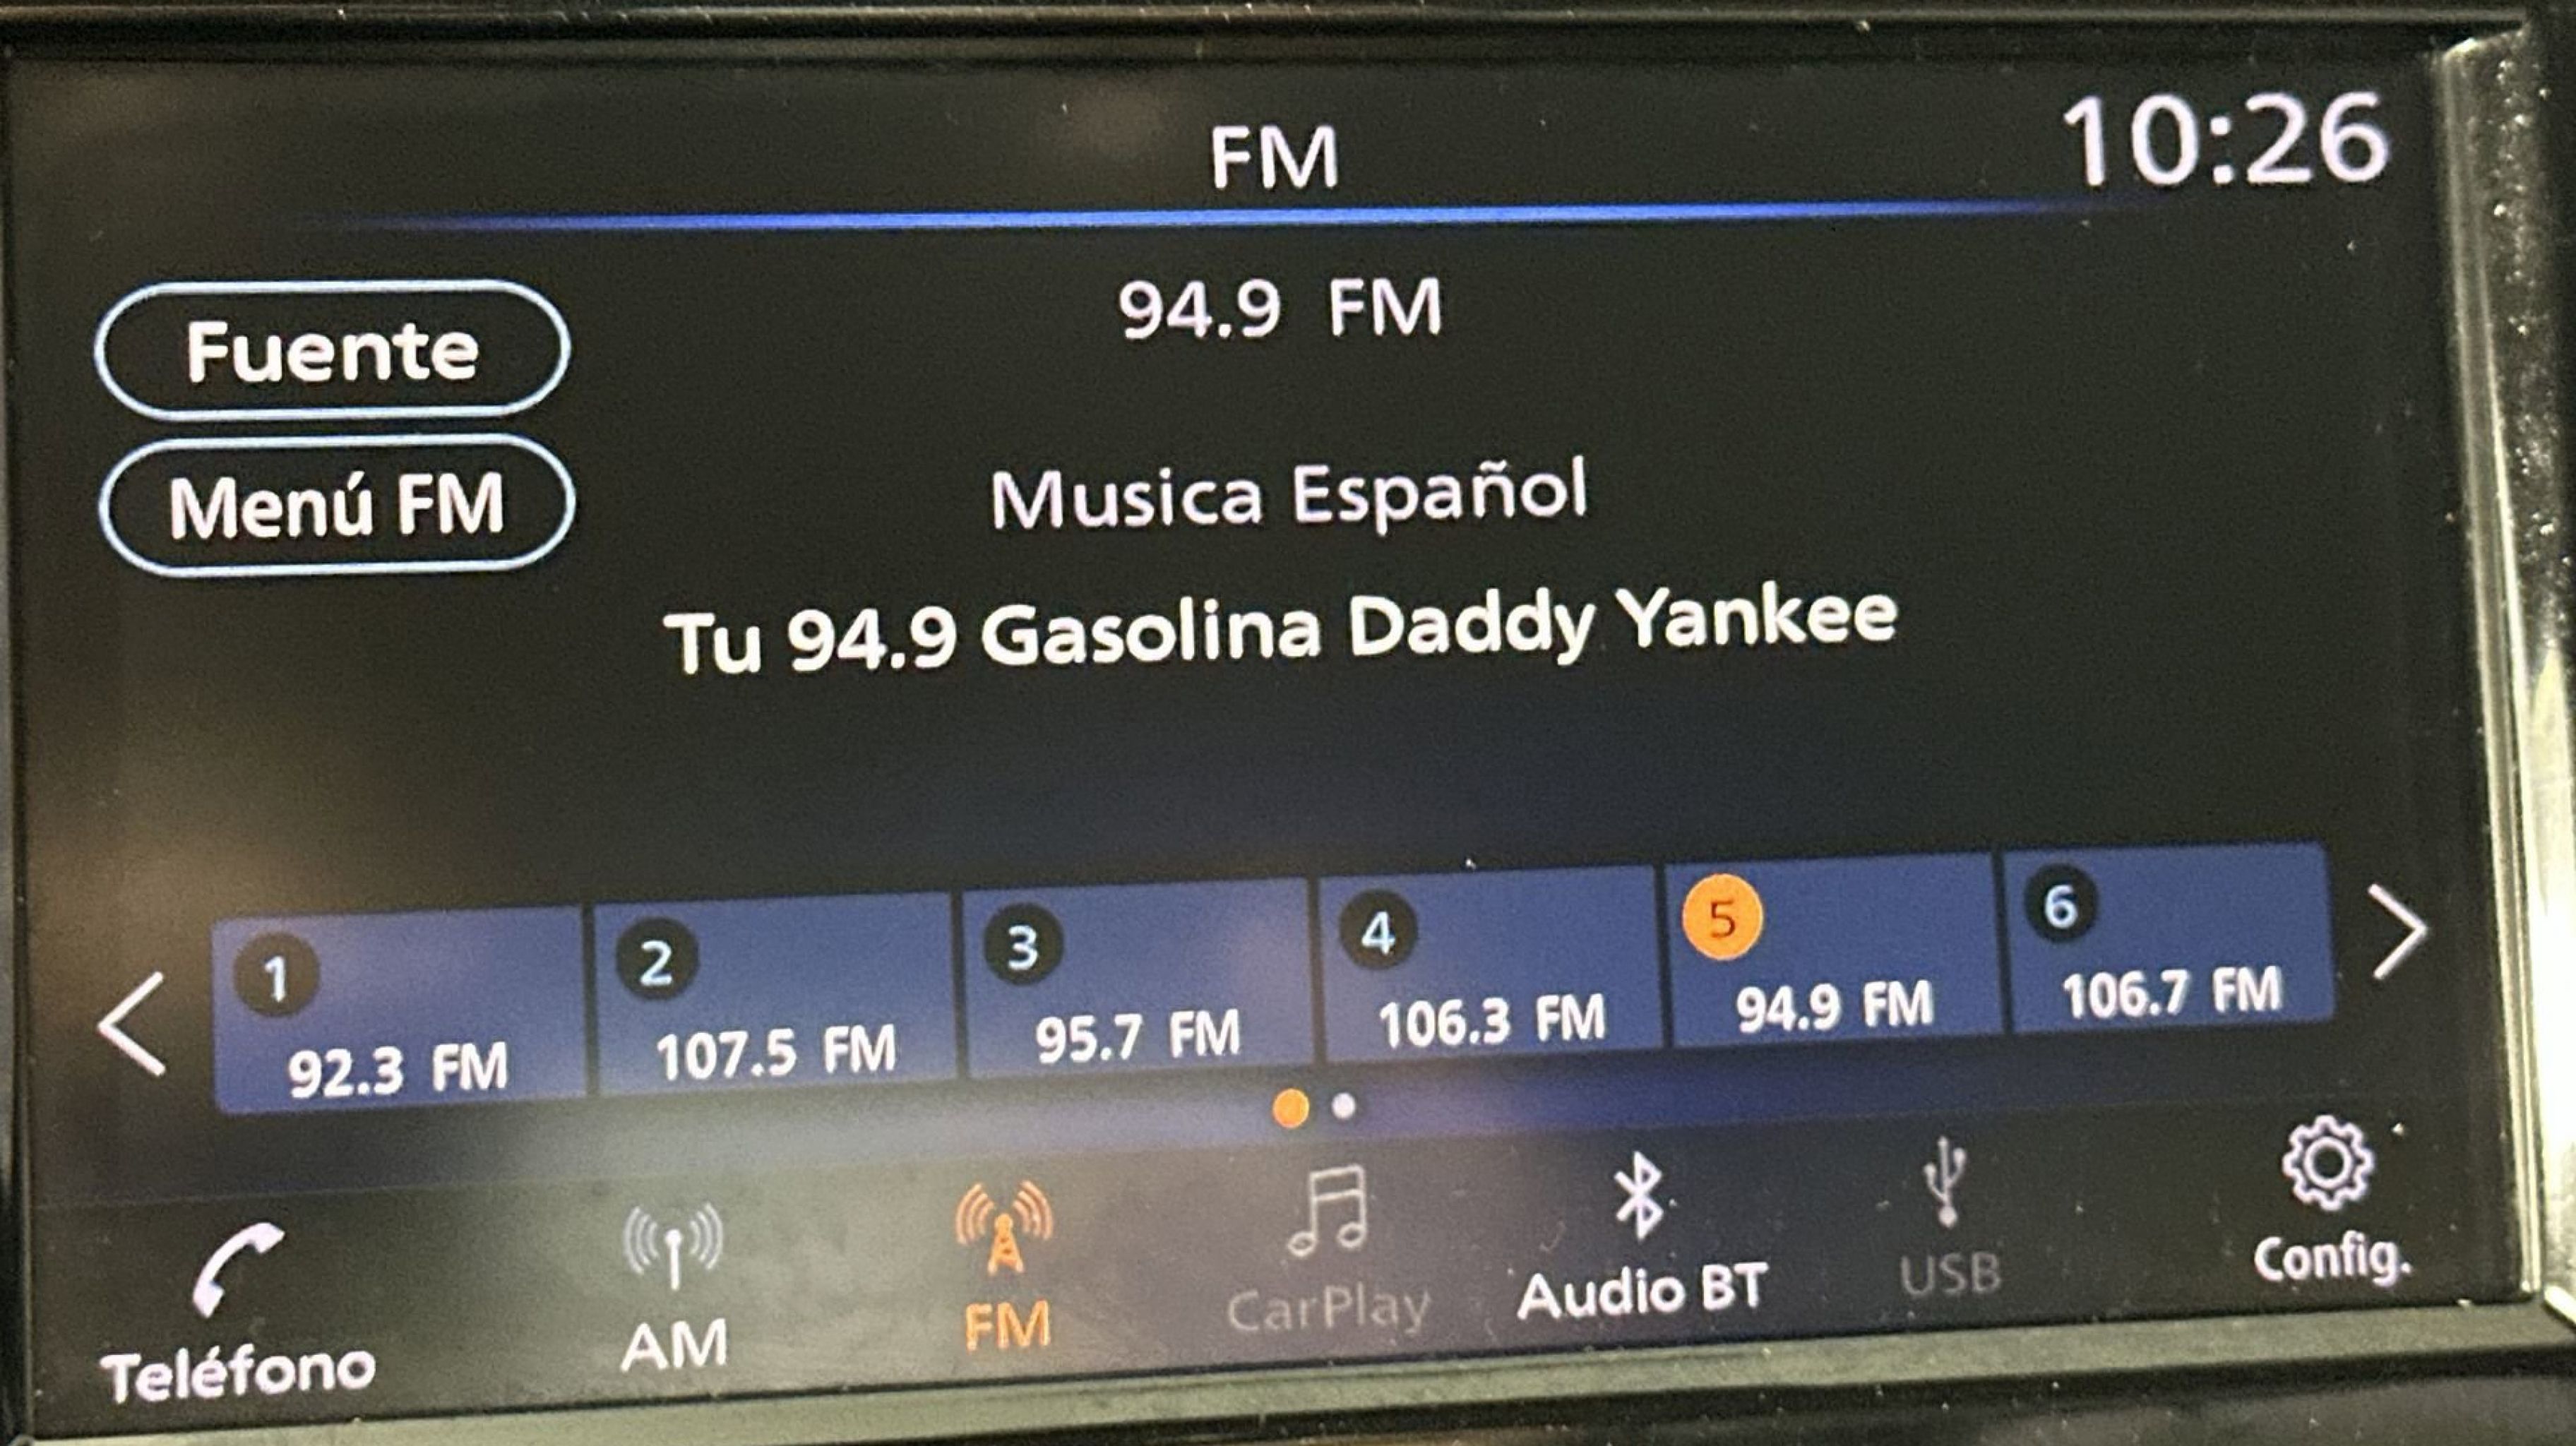 FM
10:26
94.9 FM
Fuente
Menú FM
Musica Español
Tu 94.9 Gasolina Daddy Yankee
1
2
3
4
5
6
92.3 FM
107.5 FM
95.7 FM
106.3 FM
94.9 FM
106.7 FM
Teléfono
AM
FM
CarPlay
Audio BT
USB
Config.